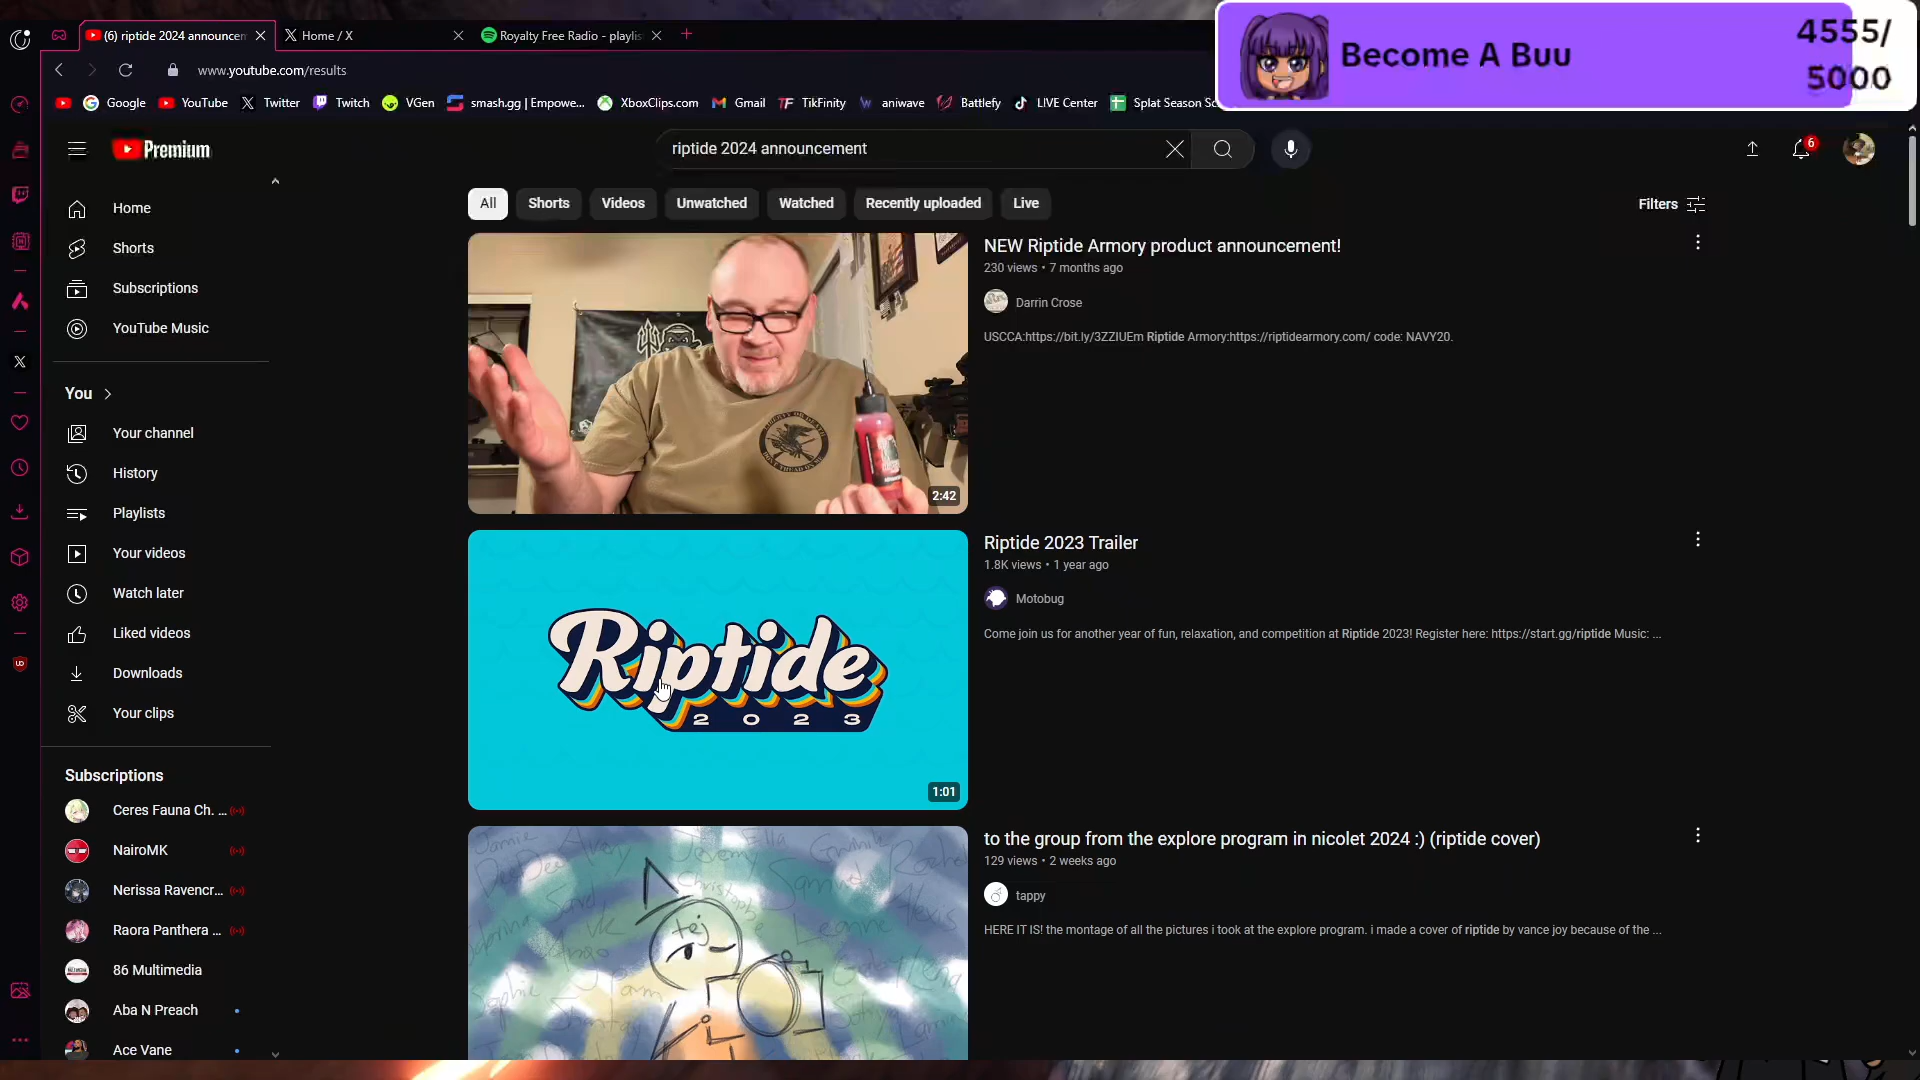 (6) riptide 2024 announcem
Home / X
Royalty Free Radio - playlis
Become A Buu
4555/
5000
www.youtube.com/results
Google
YouTube
Twitter
Twitch
VGen
smash.gg | Empowe...
XboxClips.com
Gmail
TikFinity
aniwave
Battlefy
LIVE Center
Splat Season Sc
Premium
riptide 2024 announcement
6
All
Shorts
Videos
Unwatched
Watched
Recently uploaded
Live
Filters
Home
Shorts
Subscriptions
YouTube Music
You
Your channel
History
Playlists
Your videos
Watch later
Liked videos
Downloads
Your clips
Subscriptions
Ceres Fauna Ch. ...
NairoMK
Nerissa Ravencr...
Raora Panthera ...
86 Multimedia
Aba N Preach
Ace Vane
2:42
NEW Riptide Armory product announcement!
230 views • 7 months ago
Darrin Crose
USCCA:https://bit.ly/3ZZIUEm Riptide Armory:https://riptidearmory.com/ code: NAVY20.
Riptide
2023
1:01
Riptide 2023 Trailer
1.8K views • 1 year ago
Motobug
Come join us for another year of fun, relaxation, and competition at Riptide 2023! Register here: https://start.gg/riptide Music: ...
tej
to the group from the explore program in nicolet 2024 :) (riptide cover)
129 views • 2 weeks ago
tappy
HERE IT IS! the montage of all the pictures i took at the explore program. i made a cover of riptide by vance joy because of the ...